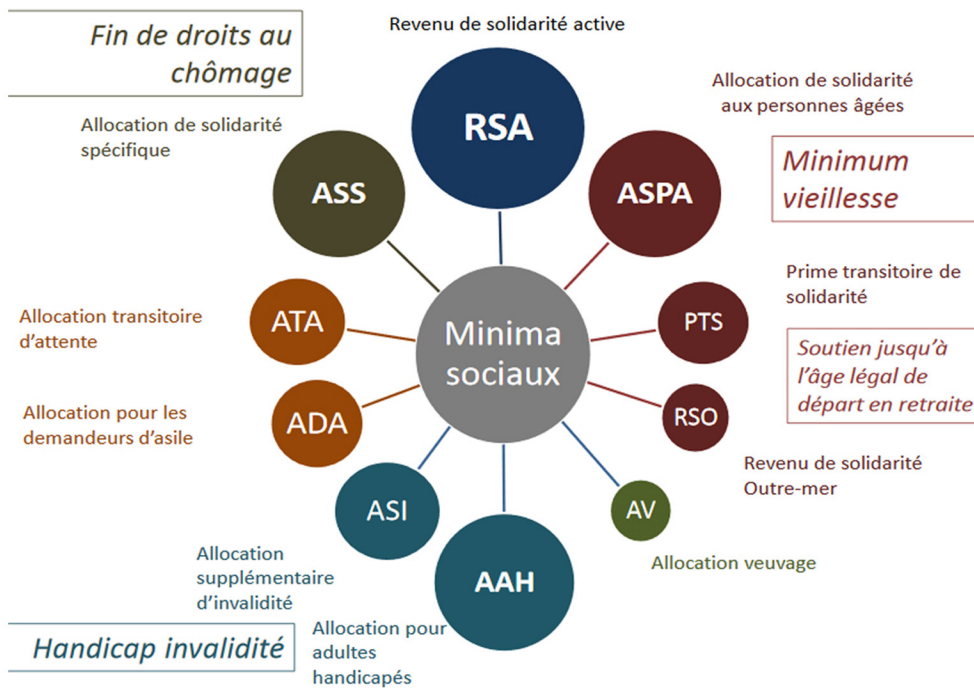 Fin de droits au
chômage
Revenu de solidarité active
RSA
Allocation de solidarité
aux personnes âgées
Allocation de solidarité
spécifique
ASS
ASPA
Minimum
vieillesse
Prime transitoire de
solidarité
Allocation transitoire
d’attente
ATA
PTS
Minima
sociaux
Soutien jusqu’à
l’âge légal de
départ en retraite
Allocation pour les
demandeurs d’asile
ADA
RSO
Revenu de solidarité
Outre-mer
ASI
AV
Allocation
supplémentaire
d’invalidité
AAH
Allocation veuvage
Handicap invalidité
Allocation pour
adultes
handicapés